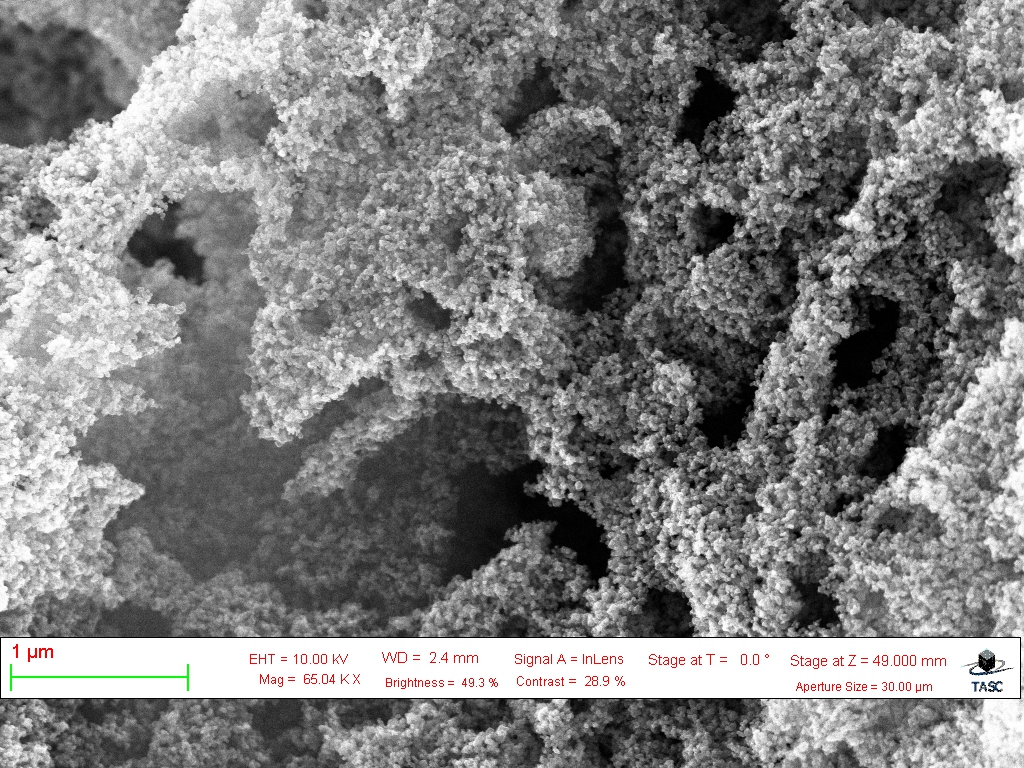 1 µm
EHT = 10.00 kV WD = 2.4 mm Signal A = InLens Stage at T = 0.0 ° Stage at Z = 49.000 mm
Mag = 65.04 K X Brightness = 49.3 % Contrast = 28.9 % Aperture Size = 30.00 µm
TASC